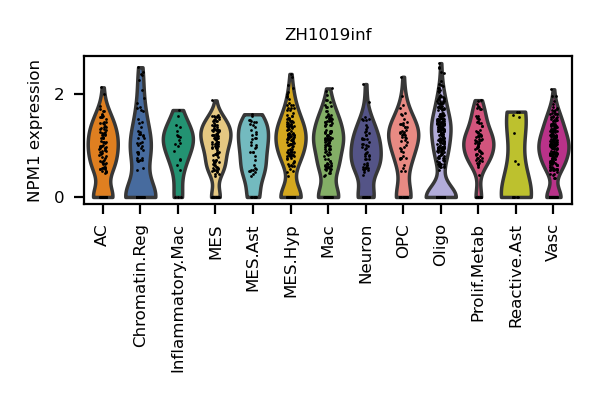 ZH1019inf
NPM1 expression
2
0
AC
Chromatin.Reg
Inflammatory.Mac
MES
MES.Ast
MES.Hyp
Mac
Neuron
OPC
Oligo
Prolif.Metab
Reactive.Ast
Vasc